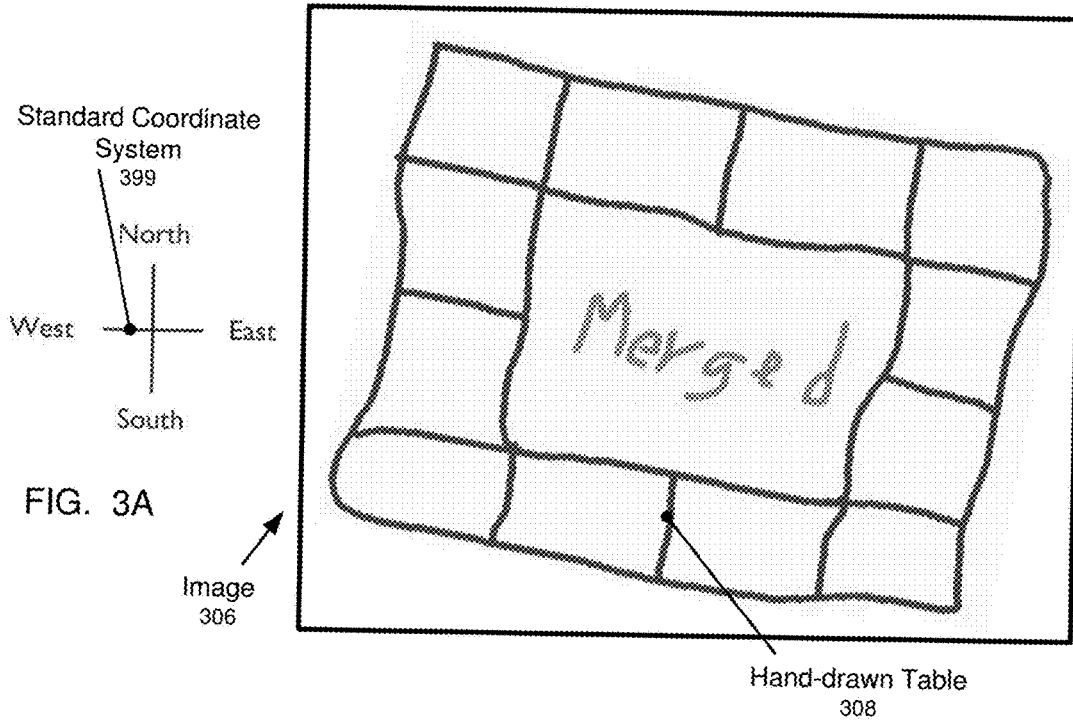 Standard Coordinate
System
399
North
West
East
South
Merged
FIG. 3A
Image
306
Hand-drawn Table
308